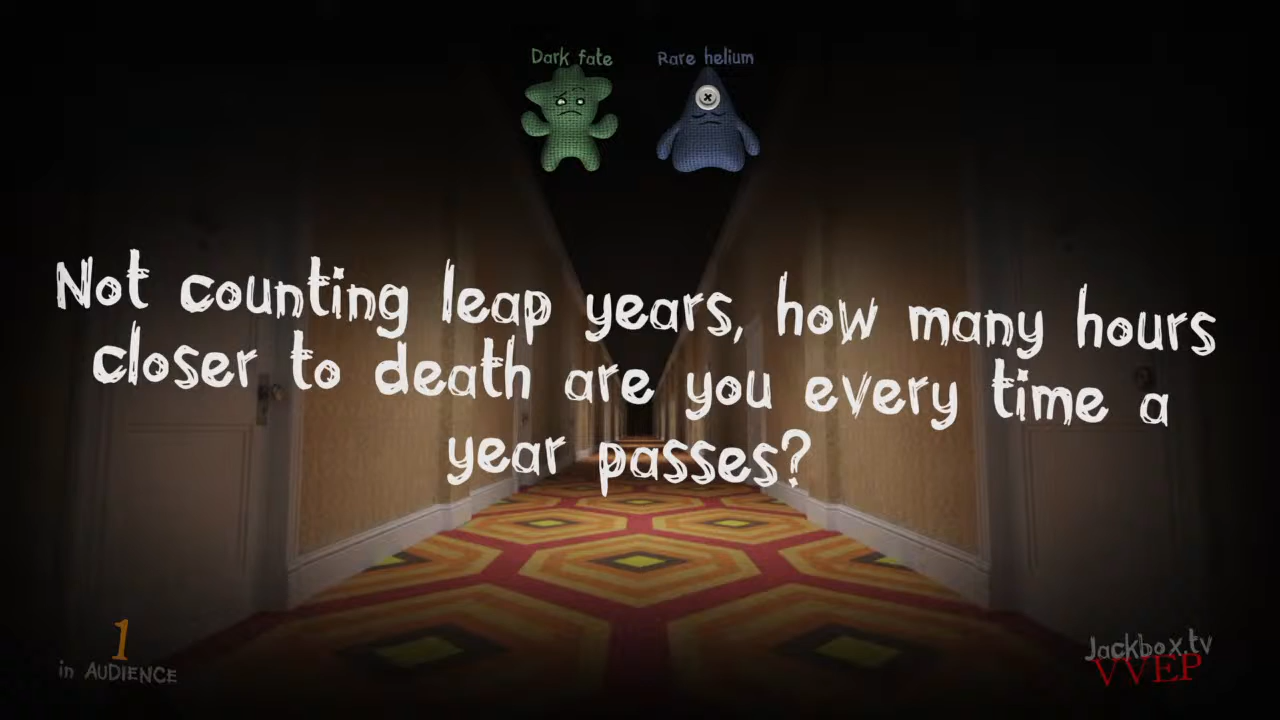 Dark fate
Rare helium
Not counting leap years, how many hours
closer to death are you every time a
year passes?
1
in AUDIENCE
Jackbox.tv
VVEP